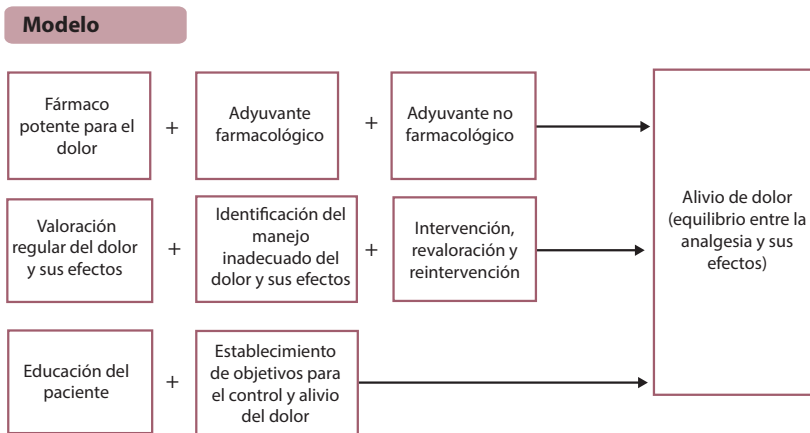 Modelo
Fármaco
potente para el
dolor
+
Adyuvante
farmacológico
+
Adyuvante no
farmacológico
Valoración
regular del dolor
y sus efectos
+
Identificación del
manejo
inadecuado del
dolor y sus efectos
+
Intervención,
revaloración y
reintervención
Educación del
paciente
+
Establecimiento
de objetivos para
el control y alivio
del dolor
Alivio de dolor
(equilibrio entre la
analgesia y sus
efectos)